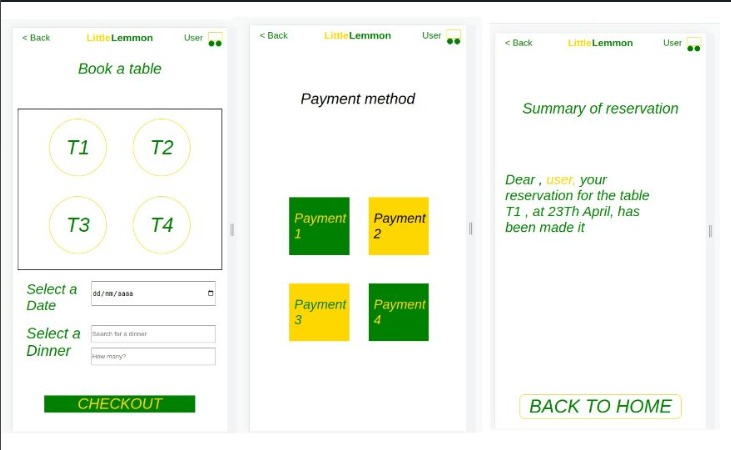 < Back LittleLemmon User
Book a table
T1 T2
T3 T4
Select a
Date
dd/mm/aaaa
Select a
Dinner
Search for a dinner
How many?
CHECKOUT
< Back LittleLemmon User
Payment method
Payment
1
Payment
2
Payment
3
Payment
4
< Back LittleLemmon User
Summary of reservation
Dear , user, your
reservation for the table
T1 , at 23Th April, has
been made it
BACK TO HOME